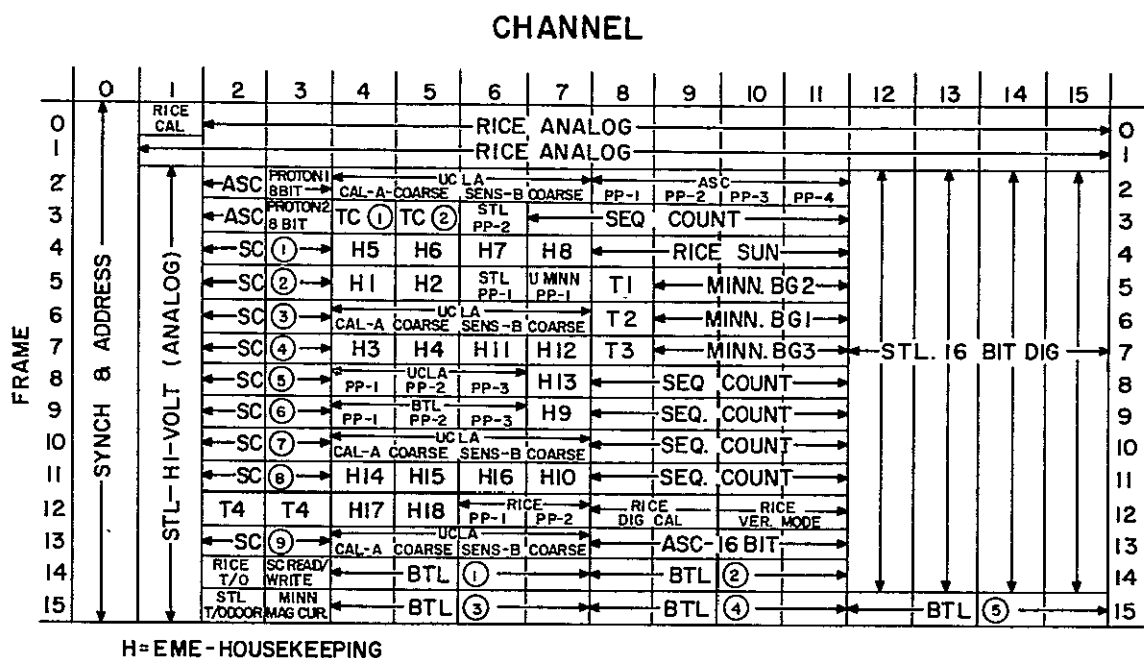 CHANNEL
0 1 2 3 4 5 6 7 8 9 10 11 12 13 14 15
FRAME
SYNCH & ADDRESS
STL-HI-VOLT (ANALOG)
STL. 16 BIT DIG
0 RICE CAL RICE ANALOG 0
1 RICE ANALOG 1
2 ASC PROTON 1 8BIT UCLA CAL-A-COARSE SENS-B COARSE ASC PP-1 PP-2 PP-3 PP-4 2
3 ASC PROTON2 8 BIT TC ① TC ② STL PP-2 SEQ COUNT 3
4 SC ① H5 H6 H7 H8 RICE SUN 4
5 SC ② H1 H2 STL PP-1 U MINN PP-1 T1 MINN. BG2 5
6 SC ③ UCLA CAL-A COARSE SENS-B COARSE T2 MINN. BG1 6
7 SC ④ H3 H4 H11 H12 T3 MINN. BG3 7
8 SC ⑤ UCLA PP-1 PP-2 PP-3 H13 SEQ COUNT 8
9 SC ⑥ BTL PP-1 PP-2 PP-3 H9 SEQ. COUNT 9
10 SC ⑦ UCLA CAL-A COARSE SENS-B COARSE SEQ. COUNT 10
11 SC ⑧ H14 H15 H16 H10 SEQ. COUNT 11
12 T4 T4 H17 H18 RICE PP-1 PP-2 RICE DIG CAL RICE VER. MODE 12
13 SC ⑨ UCLA CAL-A COARSE SENS-B COARSE ASC-16 BIT 13
14 RICE T/O SC READ/ WRITE BTL ① BTL ② 14
15 STL T/ODOOR MINN MAG CUR. BTL ③ BTL ④ BTL ⑤ 15
H=EME-HOUSEKEEPING